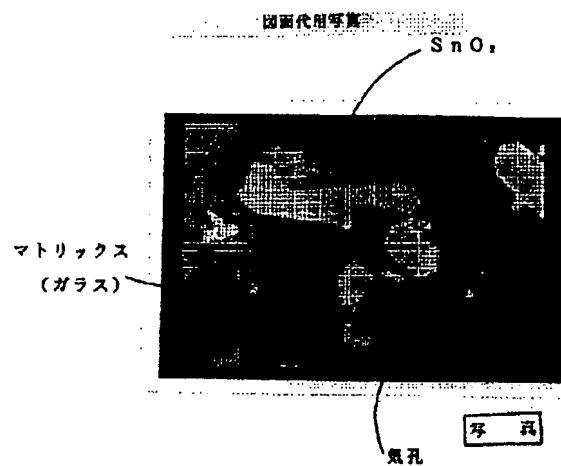 図面代用写真
SnO₂
マトリックス
(ガラス)
写 真
気孔